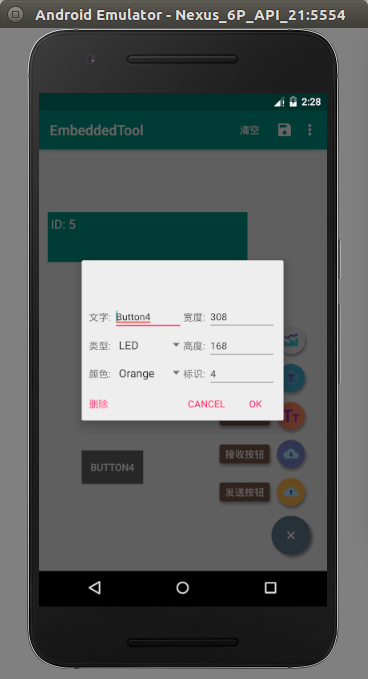 Android Emulator - Nexus_6P_API_21:5554
2:28
EmbeddedTool 清空
ID: 5
文字: Button4 宽度: 308
类型: LED 高度: 168
颜色: Orange 标识: 4
删除 CANCEL OK
Tт
BUTTON4
接收按钮
发送按钮